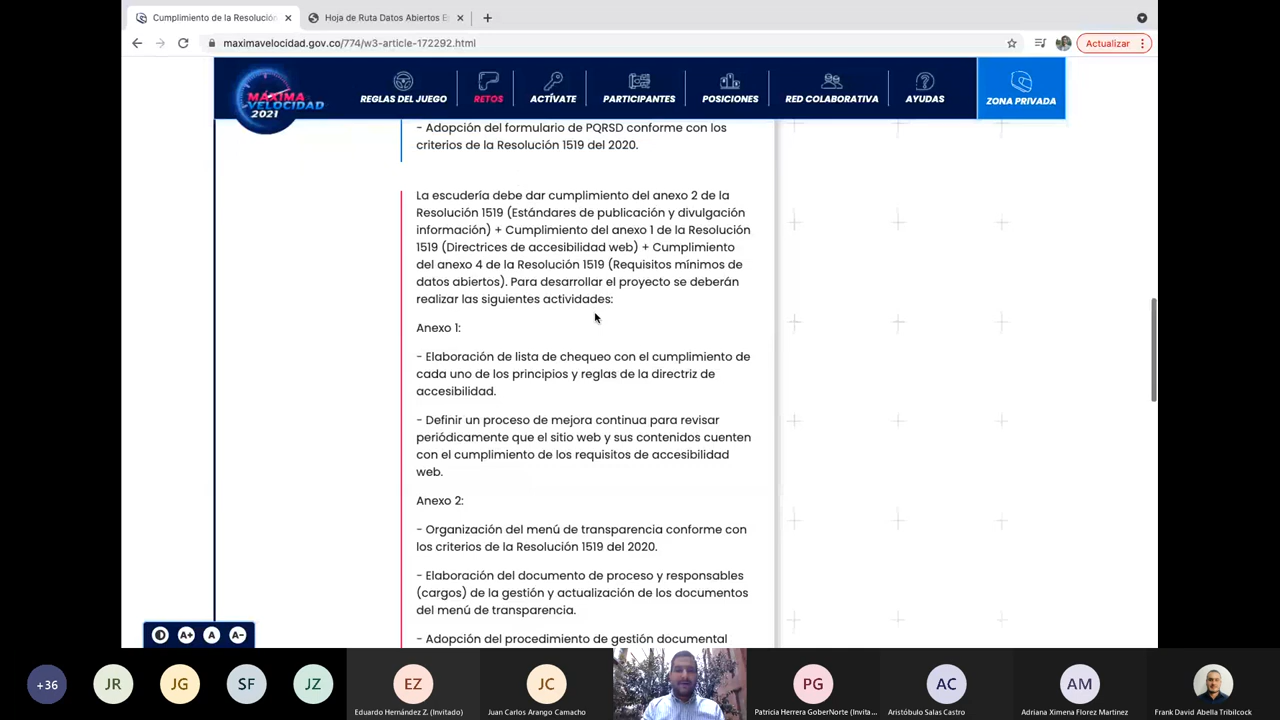 Cumplimiento de la Resolución
Hoja de Ruta Datos Abiertos E
maximavelocidad.gov.co/774/w3-article-172292.html
Actualizar
MÁXIMA
VELOCIDAD
2021
REGLAS DEL JUEGO
RETOS
ACTÍVATE
PARTICIPANTES
POSICIONES
RED COLABORATIVA
AYUDAS
ZONA PRIVADA
- Adopción del formulario de PQRSD conforme con los
criterios de la Resolución 1519 del 2020.
La escudería debe dar cumplimiento del anexo 2 de la
Resolución 1519 (Estándares de publicación y divulgación
información) + Cumplimiento del anexo 1 de la Resolución
1519 (Directrices de accesibilidad web) + Cumplimiento
del anexo 4 de la Resolución 1519 (Requisitos mínimos de
datos abiertos). Para desarrollar el proyecto se deberán
realizar las siguientes actividades:
Anexo 1:
- Elaboración de lista de chequeo con el cumplimiento de
cada uno de los principios y reglas de la directriz de
accesibilidad.
- Definir un proceso de mejora continua para revisar
periódicamente que el sitio web y sus contenidos cuenten
con el cumplimiento de los requisitos de accesibilidad
web.
Anexo 2:
- Organización del menú de transparencia conforme con
los criterios de la Resolución 1519 del 2020.
- Elaboración del documento de proceso y responsables
(cargos) de la gestión y actualización de los documentos
del menú de transparencia.
- Adopción del procedimiento de gestión documental
A+
A
A-
+36
JR
JG
SF
JZ
EZ
JC
PG
AC
AM
Eduardo Hernández Z. (Invitado)
Juan Carlos Arango Camacho
Patricia Herrera GoberNorte (Invita...
Aristóbulo Salas Castro
Adriana Ximena Florez Martinez
Frank David Abella Tribilcock